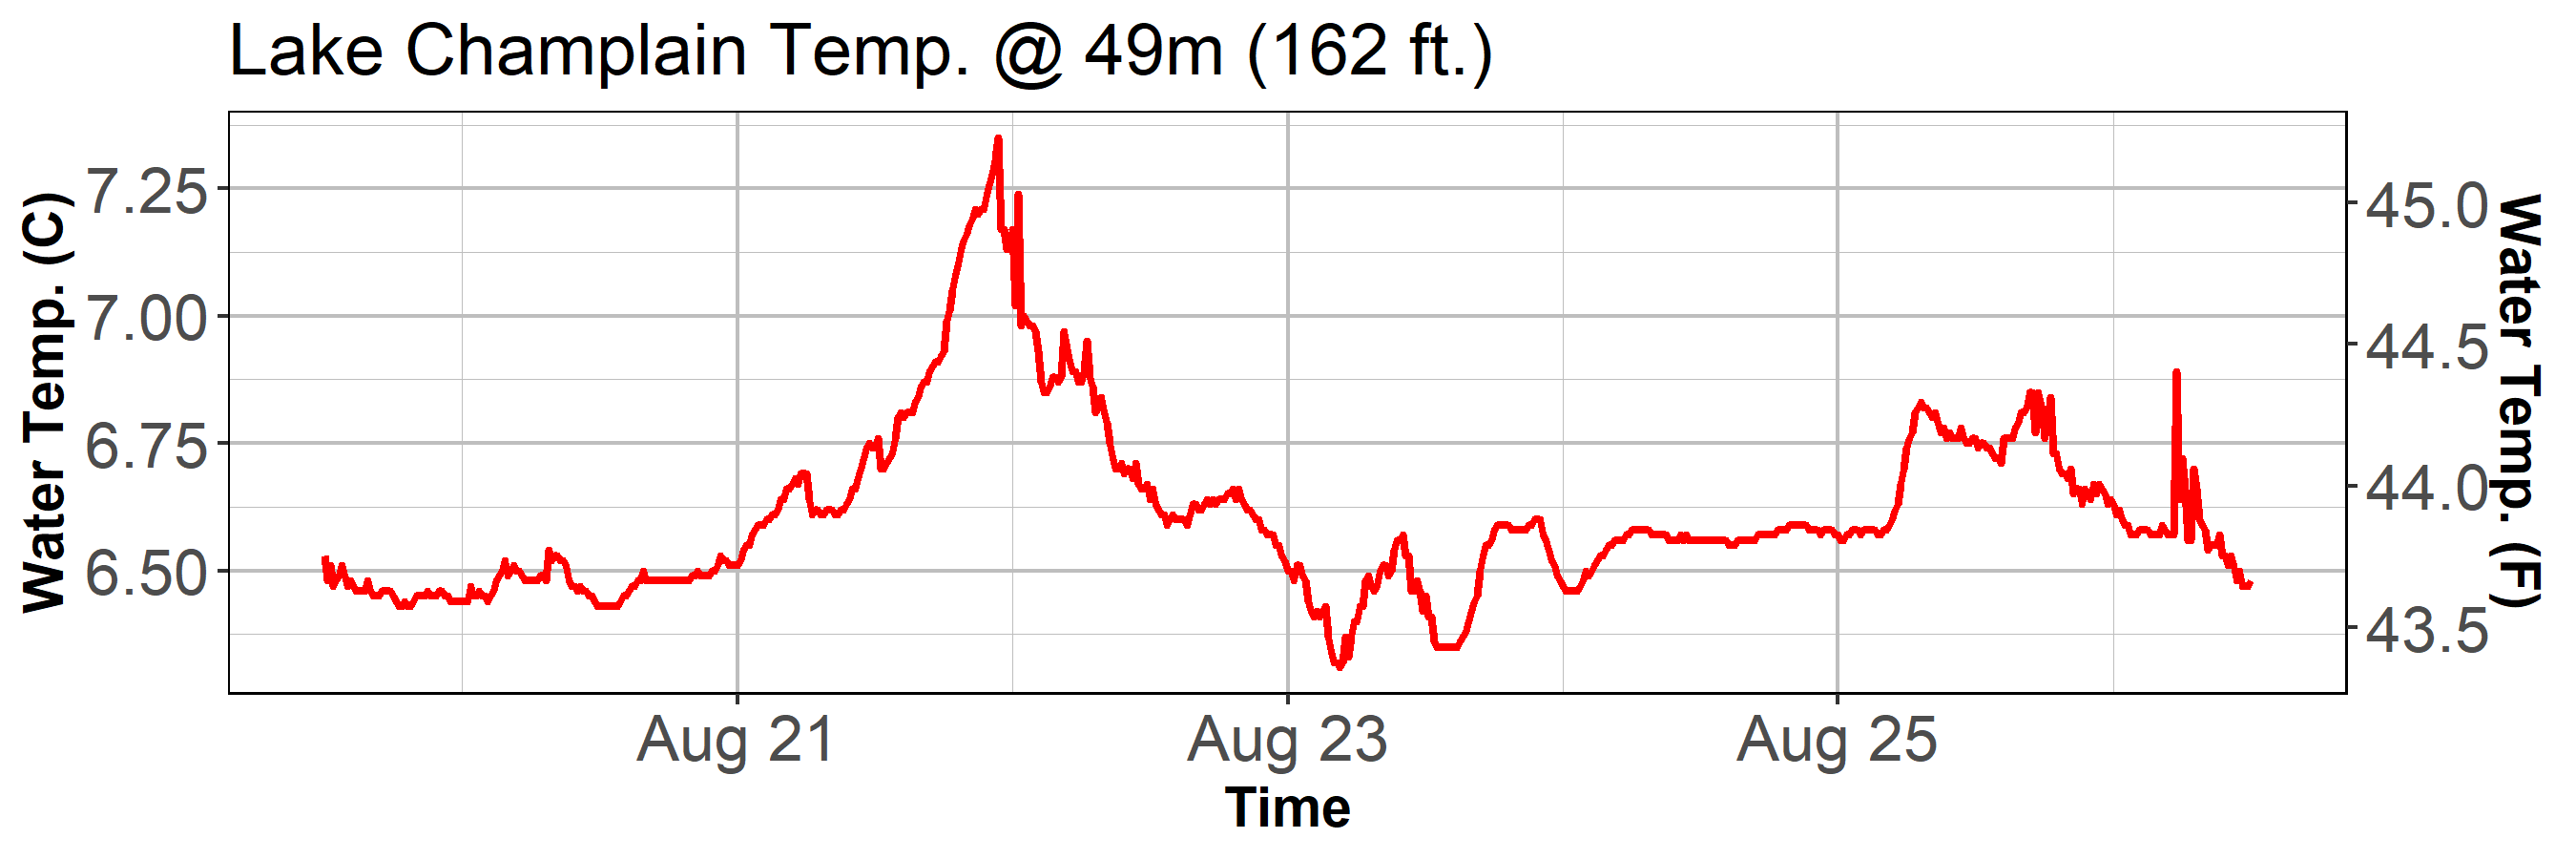 Lake Champlain Temp. @ 49m (162 ft.)
Water Temp. (C)
7.25
7.00
6.75
6.50
45.0
44.5
44.0
43.5
Water Temp. (F)
Aug 21
Aug 23
Aug 25
Time